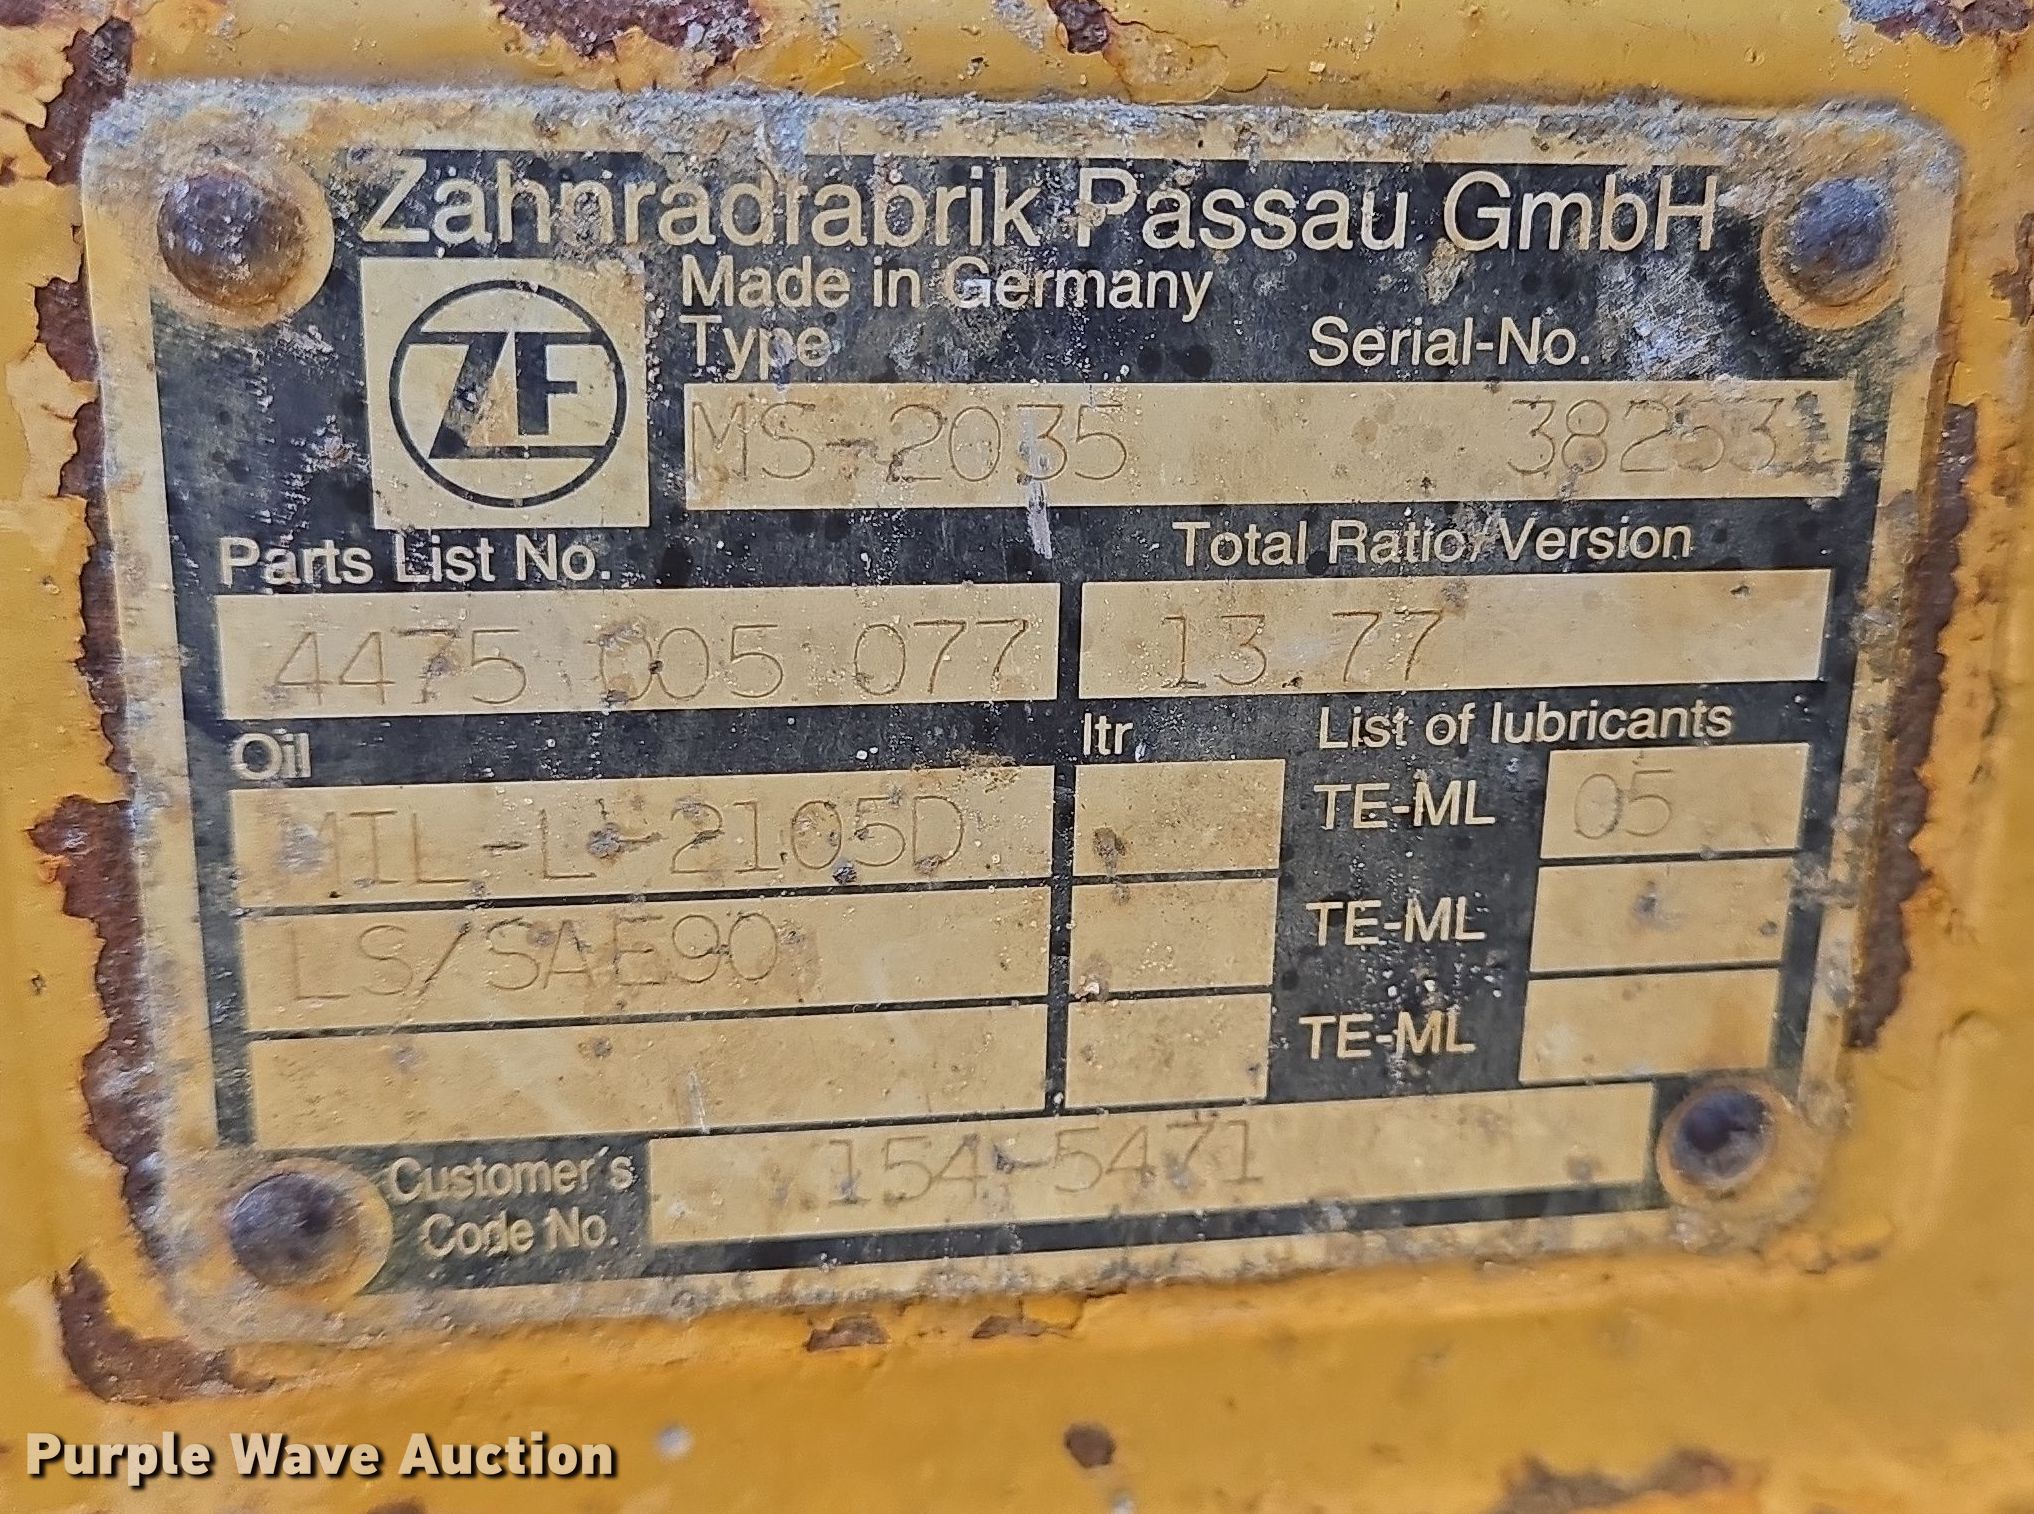 Zahnradfabrik Passau GmbH
ZF
Made in Germany
Type Serial-No.
MS-2035 382531
Parts List No. Total Ratio/Version
4475 005 077 13.77
Oil ltr. List of lubricants
MIL-L-2105D TE-ML 05
LS/SAE90 TE-ML
TE-ML
Customer's
Code No. 154-5471
Purple Wave Auction